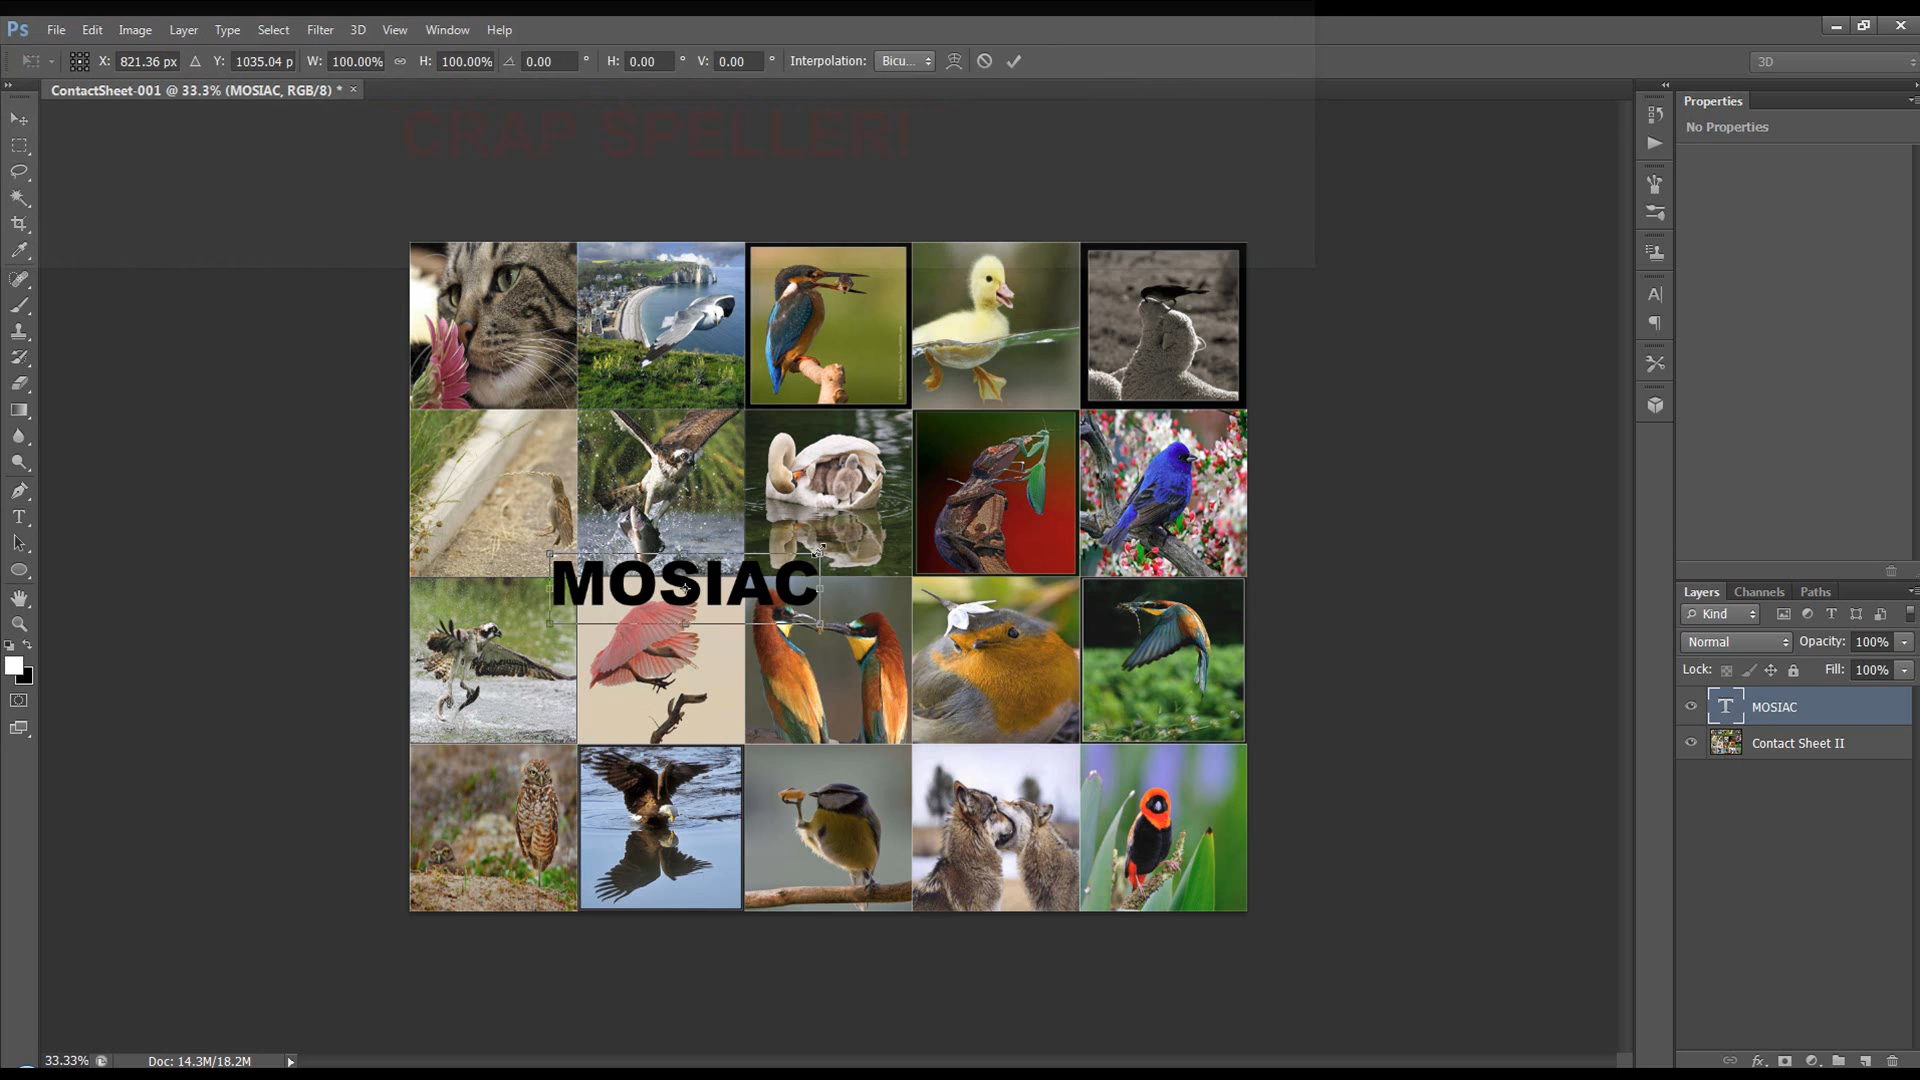 Ps File Edit Image Layer Type Select Filter 3D View Window Help
X: 821.36 px Y: 1035.04 p W: 100.00% H: 100.00% 0.00 ° H: 0.00 ° V: 0.00 ° Interpolation: Bicu... 3D
ContactSheet-001 @ 33.3% (MOSIAC, RGB/8) * ×
CRAP SPELLER!
MOSIAC
Properties
No Properties
Layers Channels Paths
Kind
Normal Opacity: 100%
Lock: Fill: 100%
MOSIAC
Contact Sheet II
33.33% Doc: 14.3M/18.2M